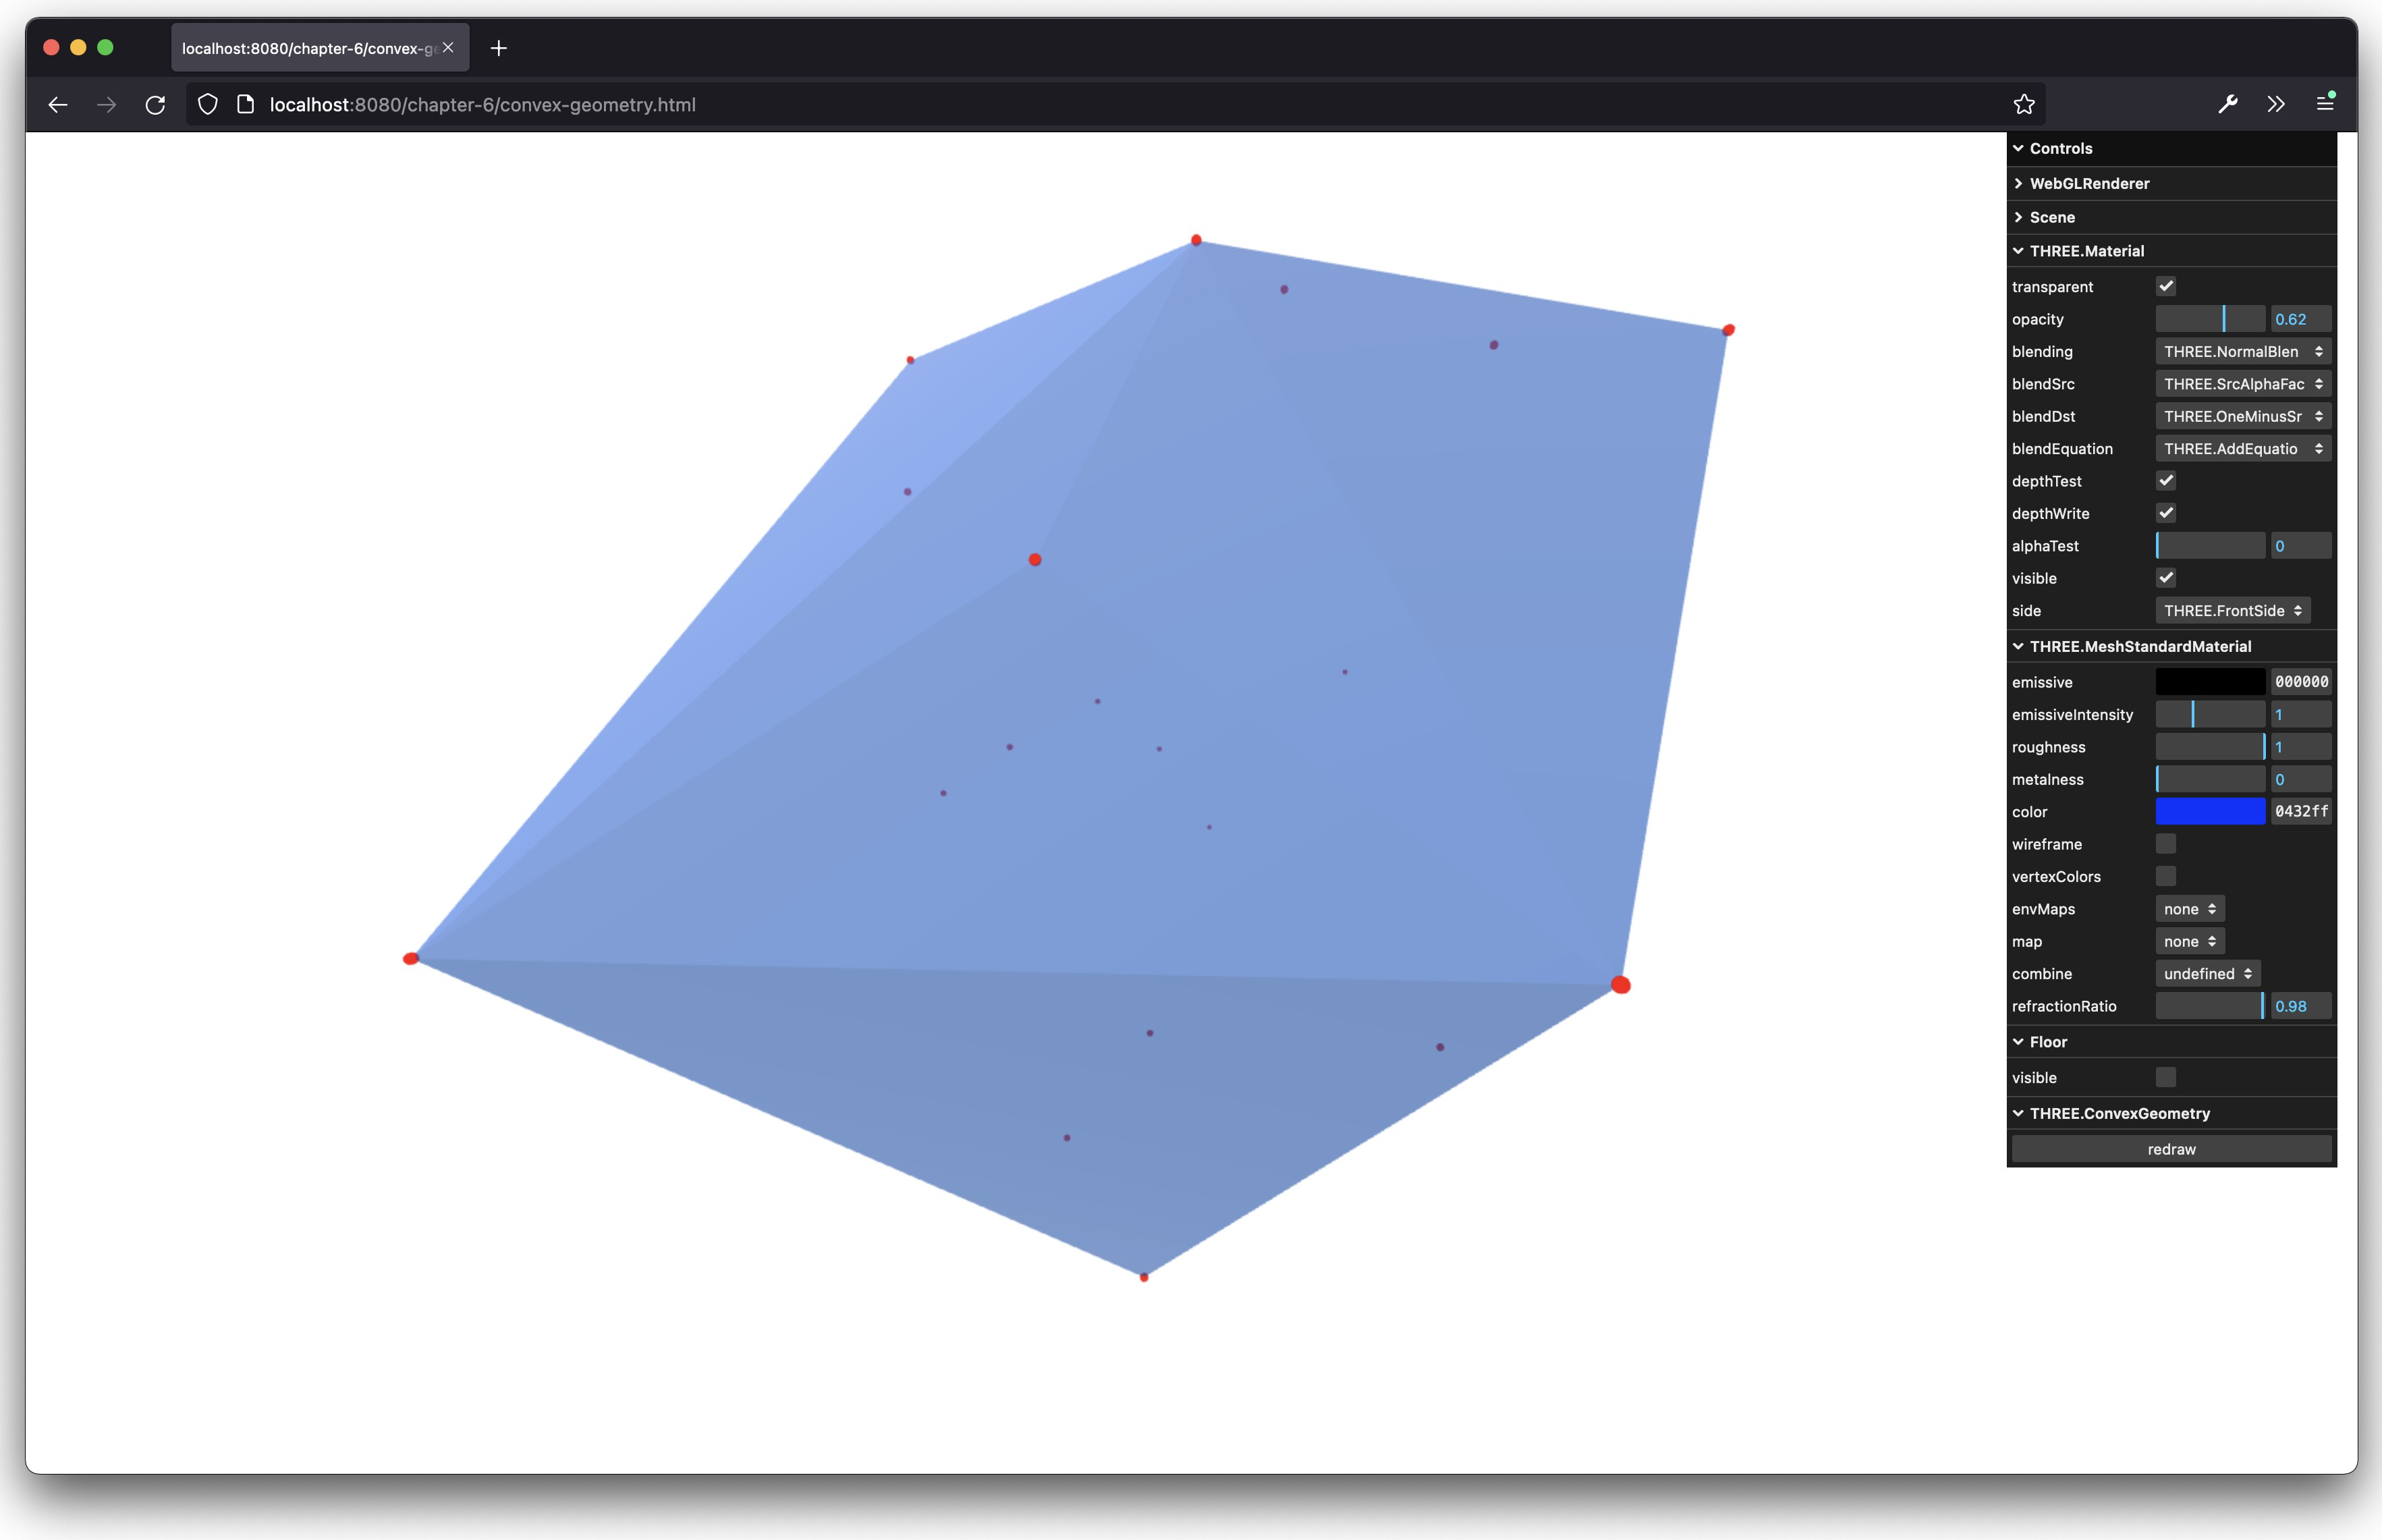 localhost:8080/chapter-6/convex-ge
localhost:8080/chapter-6/convex-geometry.html
Controls
WebGLRenderer
Scene
THREE.Material
transparent
opacity 0.62
blending THREE.NormalBlen
blendSrc THREE.SrcAlphaFac
blendDst THREE.OneMinusSr
blendEquation THREE.AddEquatio
depthTest
depthWrite
alphaTest 0
visible
side THREE.FrontSide
THREE.MeshStandardMaterial
emissive 000000
emissiveIntensity 1
roughness 1
metalness 0
color 0432ff
wireframe
vertexColors
envMaps none
map none
combine undefined
refractionRatio 0.98
Floor
visible
THREE.ConvexGeometry
redraw